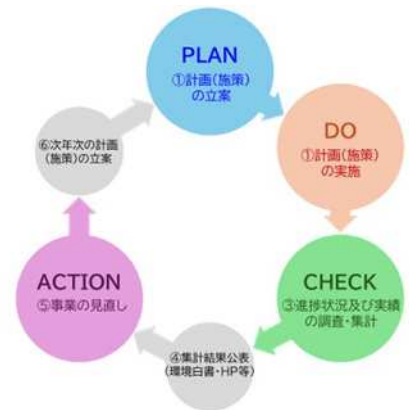 PLAN
①計画(施策)
の立案
DO
①計画(施策)
の実施
CHECK
③進捗状況及び実績
の調査・集計
④集計結果公表
(環境白書・HP等)
ACTION
⑤事業の見直し
⑥次年次の計画
(施策)の立案